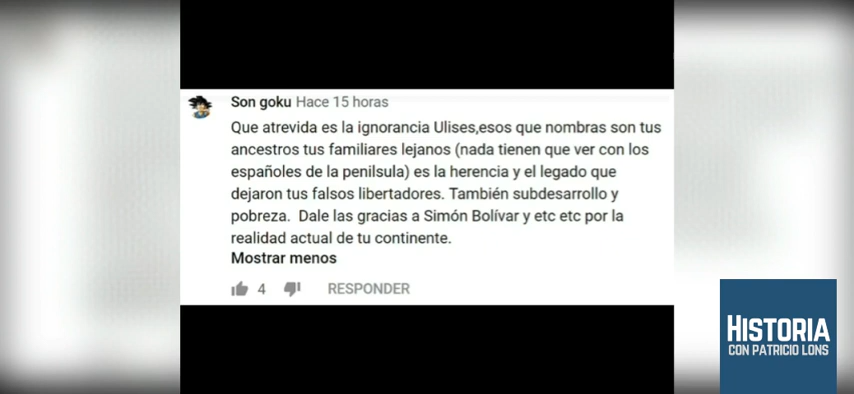 Son goku Hace 15 horas
Que atrevida es la ignorancia Ulises,esos que nombras son tus
ancestros tus familiares lejanos (nada tienen que ver con los
españoles de la penilsula) es la herencia y el legado que
dejaron tus falsos libertadores. También subdesarrollo y
pobreza.  Dale las gracias a Simón Bolívar y etc etc por la
realidad actual de tu continente.
Mostrar menos
4 RESPONDER
HISTORIA
CON PATRICIO LONS